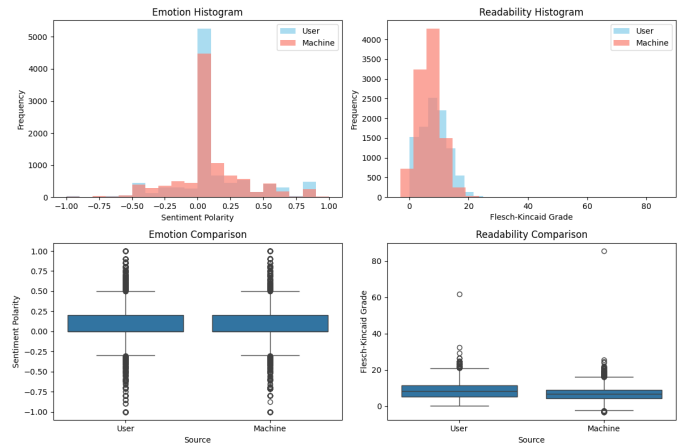 Emotion Histogram
User
Machine
5000
4000
3000
2000
1000
0
Frequency
−1.00 −0.75 −0.50 −0.25 0.00 0.25 0.50 0.75 1.00
Sentiment Polarity
Readability Histogram
User
Machine
4000
3500
3000
2500
2000
1500
1000
500
0
Frequency
0 20 40 60 80
Flesch-Kincaid Grade
Emotion Comparison
1.00
0.75
0.50
0.25
0.00
−0.25
−0.50
−0.75
−1.00
Sentiment Polarity
User Machine
Source
Readability Comparison
80
60
40
20
0
Flesch-Kincaid Grade
User Machine
Source